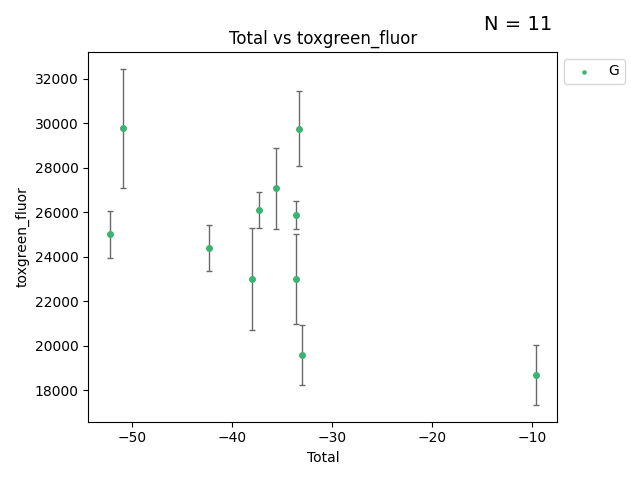 N = 11
Total vs toxgreen_fluor
G
32000
30000
28000
26000
24000
22000
20000
18000
toxgreen_fluor
−50 −40 −30 −20 −10
Total